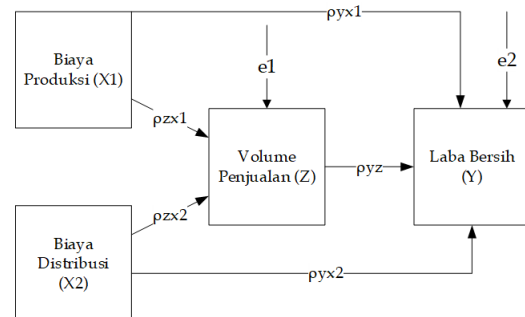 ρyx1
Biaya
Produksi (X1)
e1
e2
ρzx1
Volume
Penjualan (Z)
ρyz
Laba Bersih
(Y)
ρzx2
Biaya
Distribusi
(X2)
ρyx2